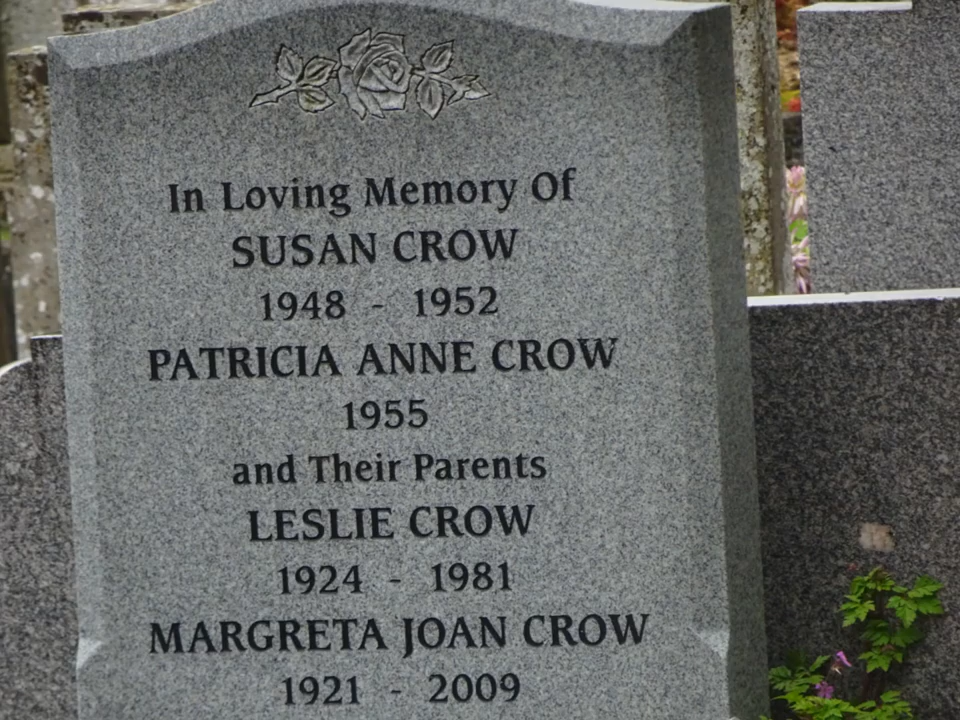 In Loving Memory Of
SUSAN CROW
1948 - 1952
PATRICIA ANNE CROW
1955
and Their Parents
LESLIE CROW
1924 - 1981
MARGRETA JOAN CROW
1921 - 2009